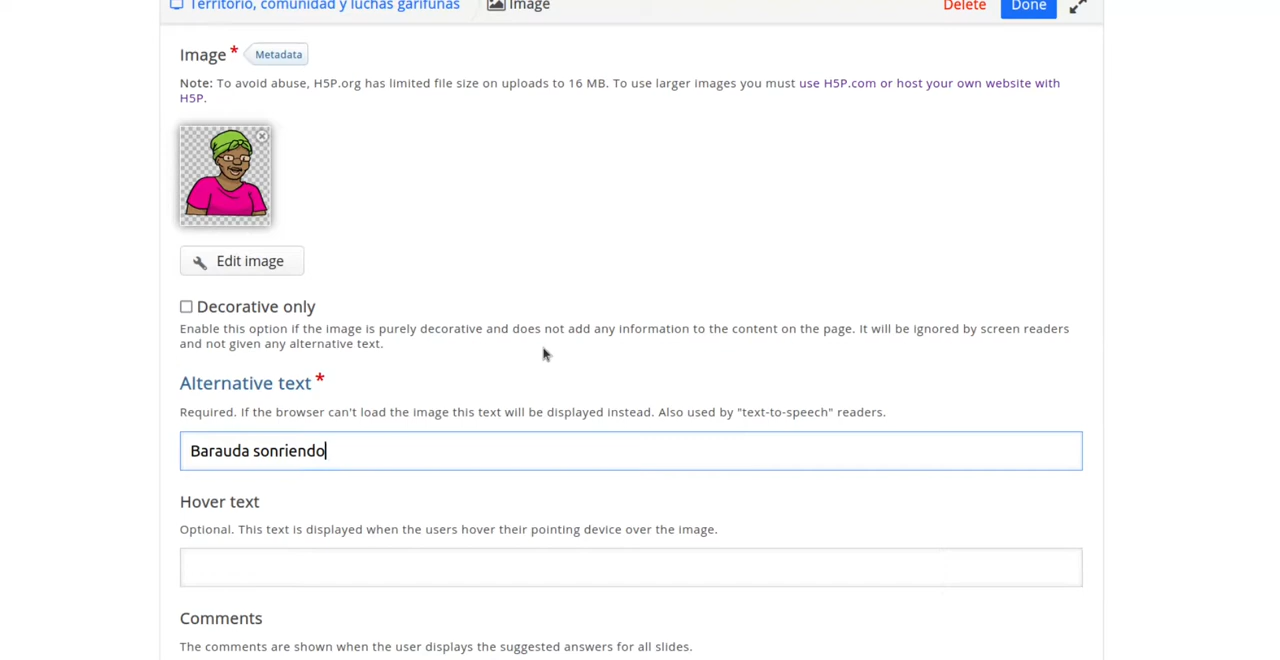 Territorio, comunidad y luchas garífunas Image Delete Done
Image * Metadata
Note: To avoid abuse, H5P.org has limited file size on uploads to 16 MB. To use larger images you must use H5P.com or host your own website with
H5P.
Edit image
Decorative only
Enable this option if the image is purely decorative and does not add any information to the content on the page. It will be ignored by screen readers
and not given any alternative text.
Alternative text *
Required. If the browser can't load the image this text will be displayed instead. Also used by "text-to-speech" readers.
Barauda sonriendo
Hover text
Optional. This text is displayed when the users hover their pointing device over the image.
Comments
The comments are shown when the user displays the suggested answers for all slides.